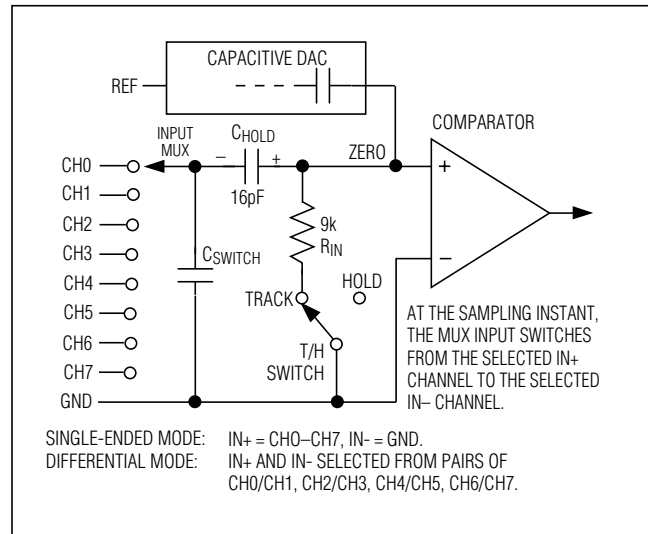 CAPACITIVE DAC
REF
COMPARATOR
INPUT
MUX
CHOLD
– +
16pF
ZERO
+
–
CH0
CH1
CH2
CH3
CH4
CH5
CH6
CH7
GND
CSWITCH
9k
RIN
TRACK
HOLD
T/H
SWITCH
AT THE SAMPLING INSTANT,
THE MUX INPUT SWITCHES
FROM THE SELECTED IN+
CHANNEL TO THE SELECTED
IN– CHANNEL.
SINGLE-ENDED MODE: IN+ = CHO–CH7, IN- = GND.
DIFFERENTIAL MODE: IN+ AND IN- SELECTED FROM PAIRS OF
CH0/CH1, CH2/CH3, CH4/CH5, CH6/CH7.